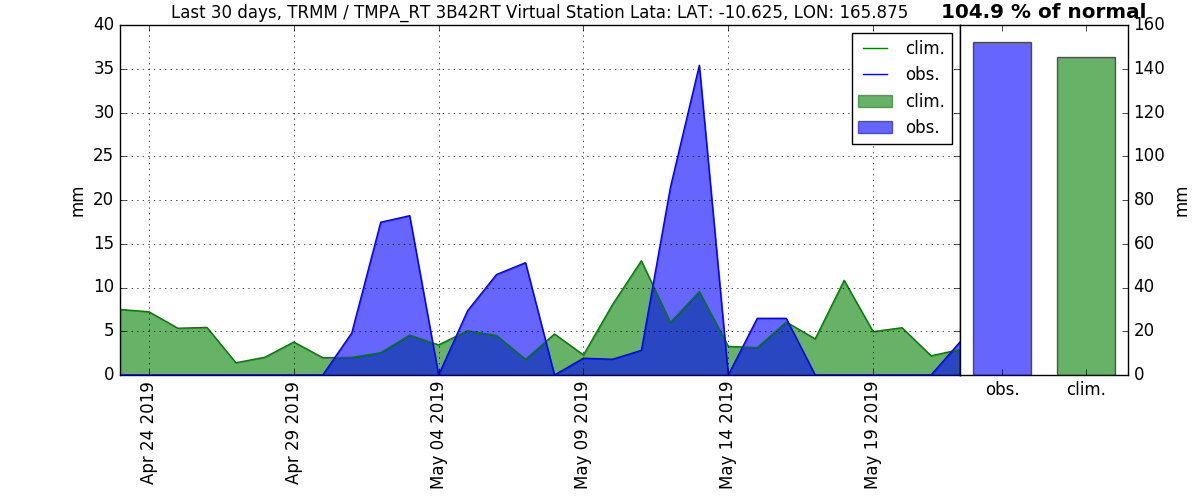 Last 30 days, TRMM / TMPA_RT 3B42RT Virtual Station Lata: LAT: -10.625, LON: 165.875
104.9 % of normal
40
35
30
25
20
15
10
5
0
mm
clim.
obs.
clim.
obs.
Apr 24 2019
Apr 29 2019
May 04 2019
May 09 2019
May 14 2019
May 19 2019
160
140
120
100
80
60
40
20
0
mm
obs.
clim.